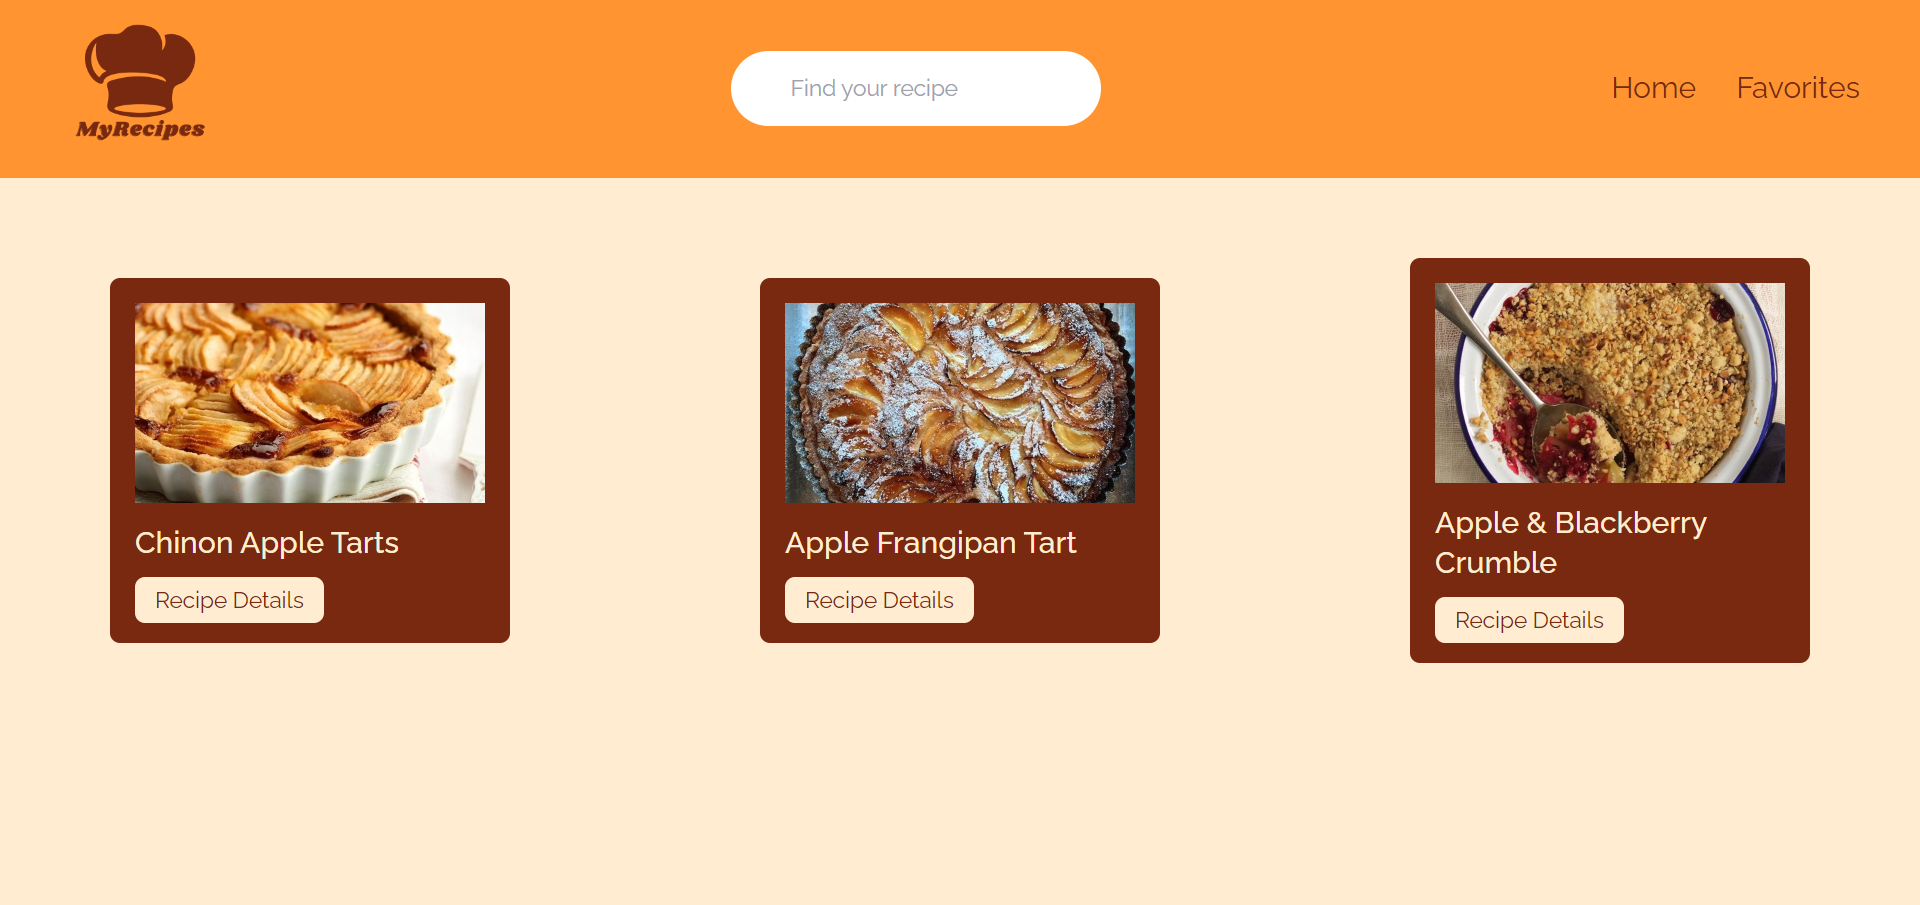 MyRecipes
Find your recipe
Home
Favorites
Chinon Apple Tarts
Recipe Details
Apple Frangipan Tart
Recipe Details
Apple & Blackberry
Crumble
Recipe Details